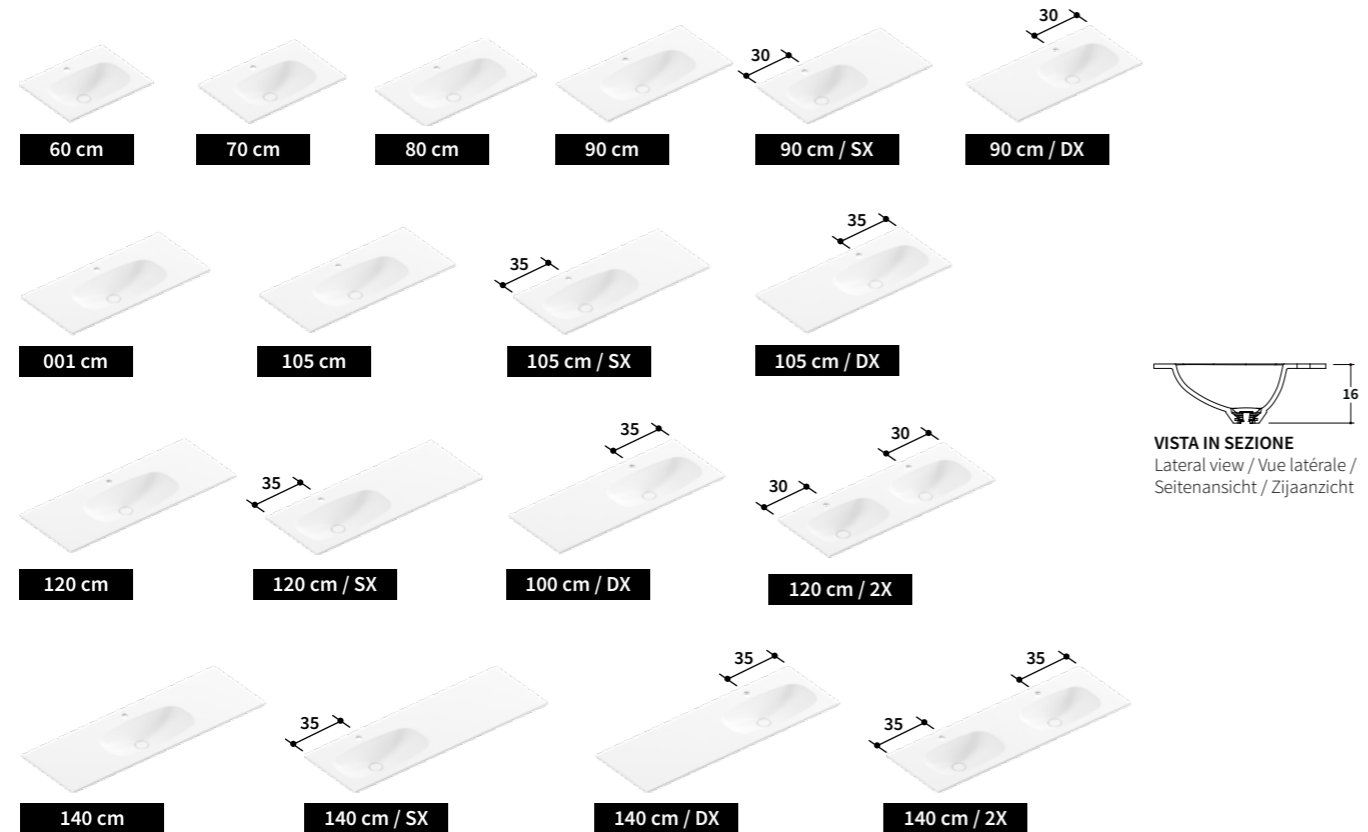 30
30
60 cm
70 cm
80 cm
90 cm
90 cm / SX
90 cm / DX
35
35
001 cm
105 cm
105 cm / SX
105 cm / DX
16
VISTA IN SEZIONE
Lateral view / Vue latérale /
Seitenansicht / Zijaanzicht
35
35
30
30
120 cm
120 cm / SX
100 cm / DX
120 cm / 2X
35
35
35
35
140 cm
140 cm / SX
140 cm / DX
140 cm / 2X